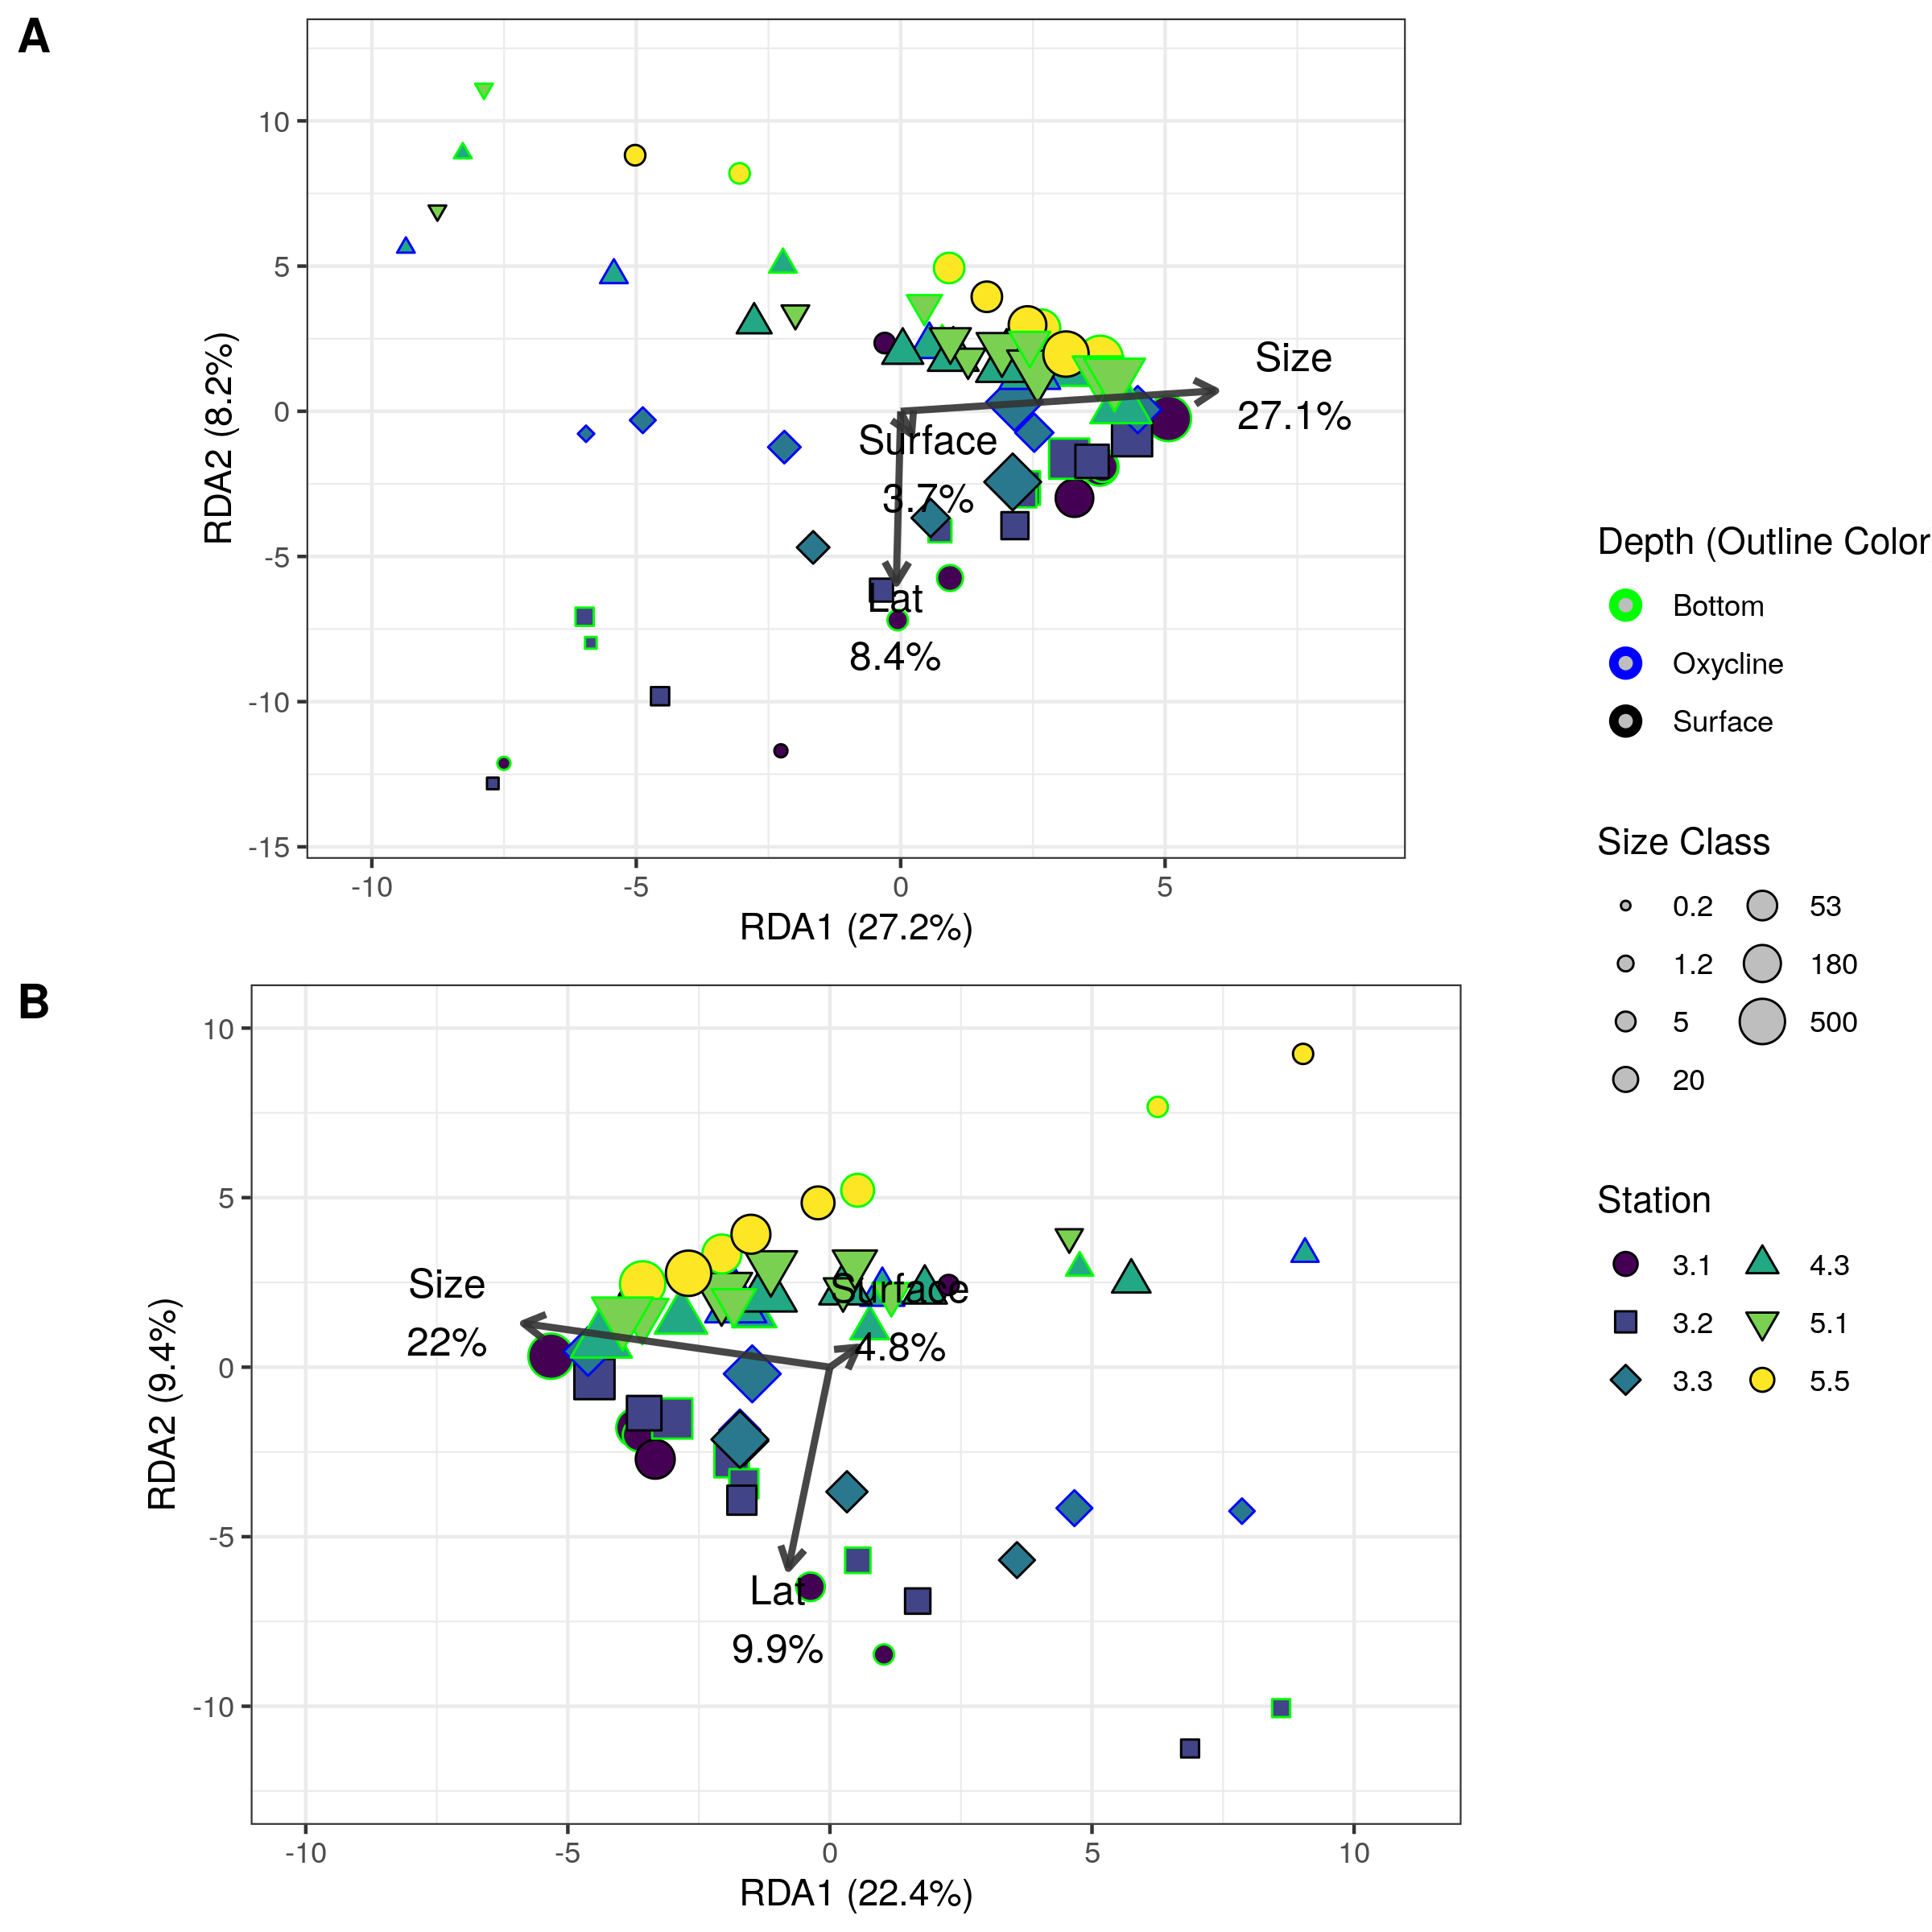 A
10
5
0
-5
-10
-15
RDA2 (8.2%)
Size
27.1%
Surface
3.7%
Lat
8.4%
-10
-5
0
5
RDA1 (27.2%)
B
10
5
0
-5
-10
RDA2 (9.4%)
Size
22%
Surface
4.8%
Lat
9.9%
-10
-5
0
5
10
RDA1 (22.4%)
Depth (Outline Color
Bottom
Oxycline
Surface
Size Class
0.2 53
1.2 180
5 500
20
Station
3.1 4.3
3.2 5.1
3.3 5.5